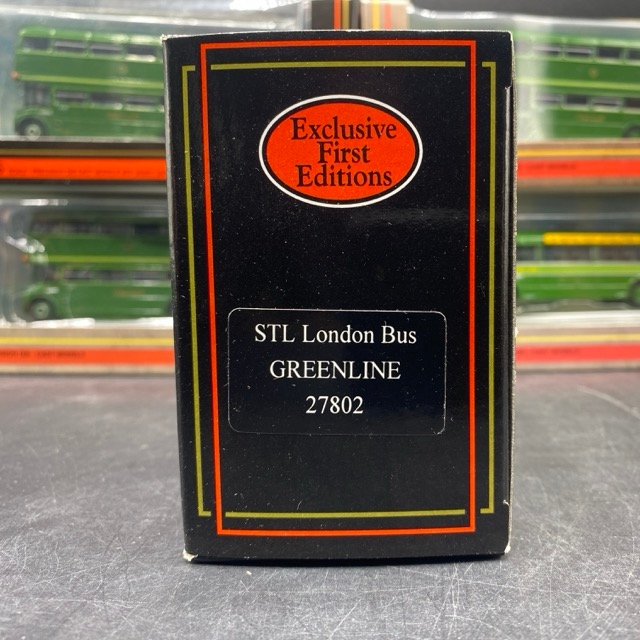 Exclusive
First
Editions
STL London Bus
GREENLINE
27802